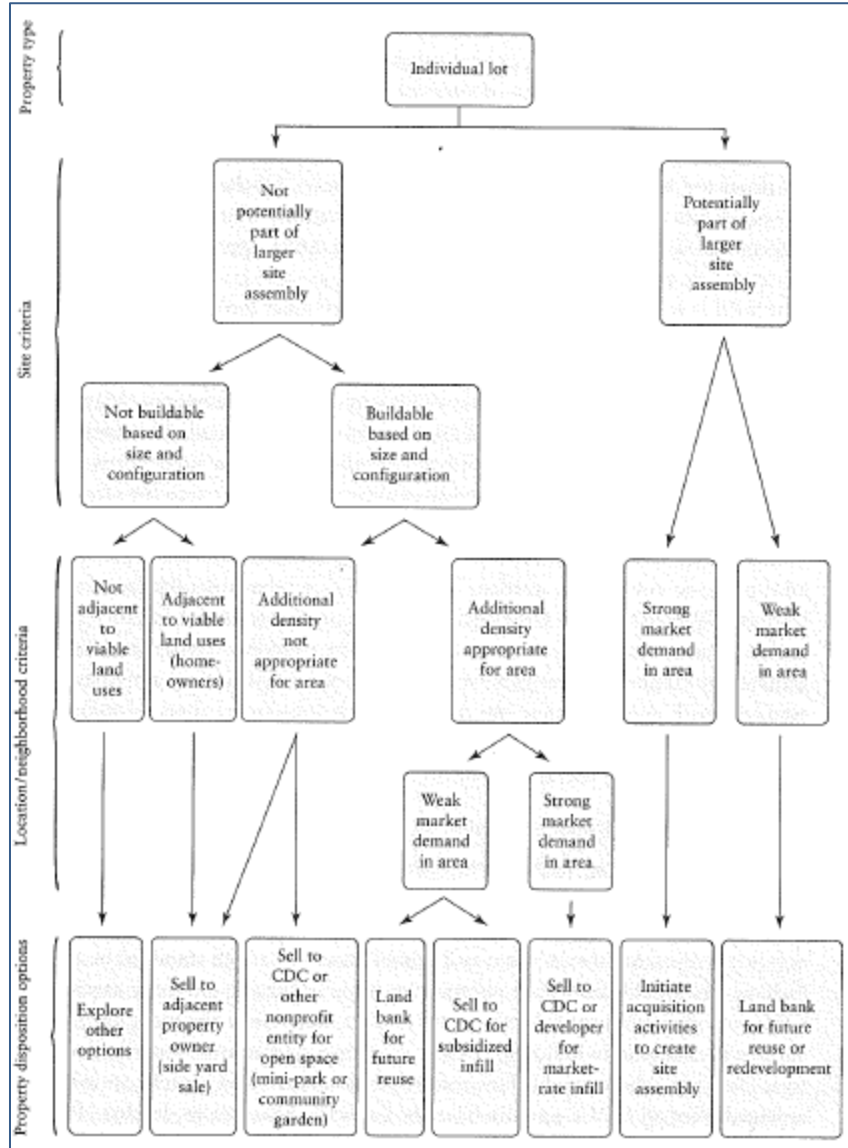 Property type
Individual lot
Site criteria
Not
potentially
part of
larger
site
assembly
Potentially
part of
larger
site
assembly
Not buildable
based on
size and
configuration
Buildable
based on
size and
configuration
Location/neighborhood criteria
Not
adjacent
to
viable
land
uses
Adjacent
to viable
land uses
(home-
owners)
Additional
density
not
appropriate
for area
Additional
density
appropriate
for area
Strong
market
demand
in area
Weak
market
demand
in area
Weak
market
demand
in area
Strong
market
demand
in area
Property disposition options
Explore
other
options
Sell to
adjacent
property
owner
(side yard
sale)
Sell to
CDC or
other
nonprofit
entity for
open space
(mini-park or
community
garden)
Land
bank
for
future
reuse
Sell to
CDC for
subsidized
infill
Sell to
CDC or
developer
for
market-
rate infill
Initiate
acquisition
activities
to create
site
assembly
Land bank
for future
reuse or
redevelopment